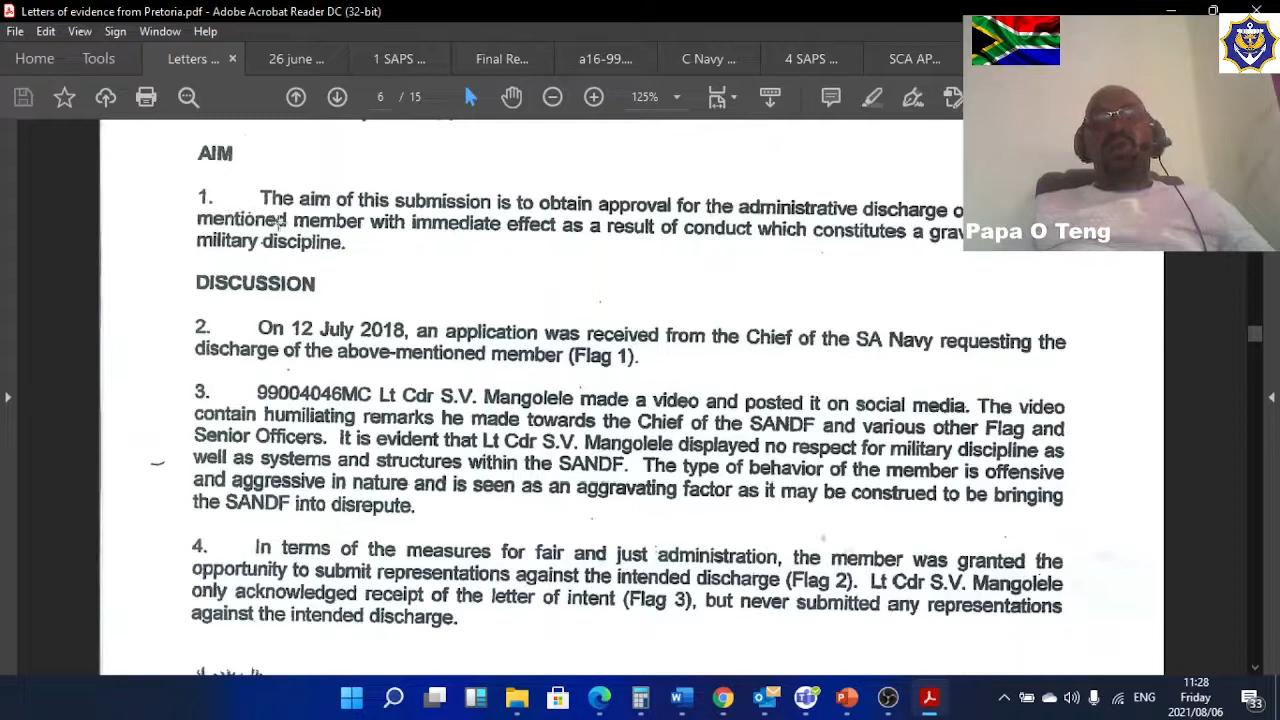 Letters of evidence from Pretoria.pdf - Adobe Acrobat Reader DC (32-bit)
File Edit View Sign Window Help
Home Tools Letters ... × 26 june ... 1 SAPS ... Final Re... a16-99... C Navy ... 4 SAPS ... SCA AP...
6 / 15 125%
AIM
1. The aim of this submission is to obtain approval for the administrative discharge
mentioned member with immediate effect as a result of conduct which constitutes a
military discipline.
Papa O Teng
DISCUSSION
2. On 12 July 2018, an application was received from the Chief of the SA Navy requesting the
discharge of the above-mentioned member (Flag 1).
3. 99004046MC Lt Cdr S.V. Mangolele made a video and posted it on social media. The video
contain humiliating remarks he made towards the Chief of the SANDF and various other Flag and
Senior Officers. It is evident that Lt Cdr S.V. Mangolele displayed no respect for military discipline as
well as systems and structures within the SANDF. The type of behavior of the member is offensive
and aggressive in nature and is seen as an aggravating factor as it may be construed to be bringing
the SANDF into disrepute.
4. In terms of the measures for fair and just administration, the member was granted the
opportunity to submit representations against the intended discharge (Flag 2). Lt Cdr S.V. Mangolele
only acknowledged receipt of the letter of intent (Flag 3), but never submitted any representations
against the intended discharge.
ENG
11:28
Friday
2021/08/06
33